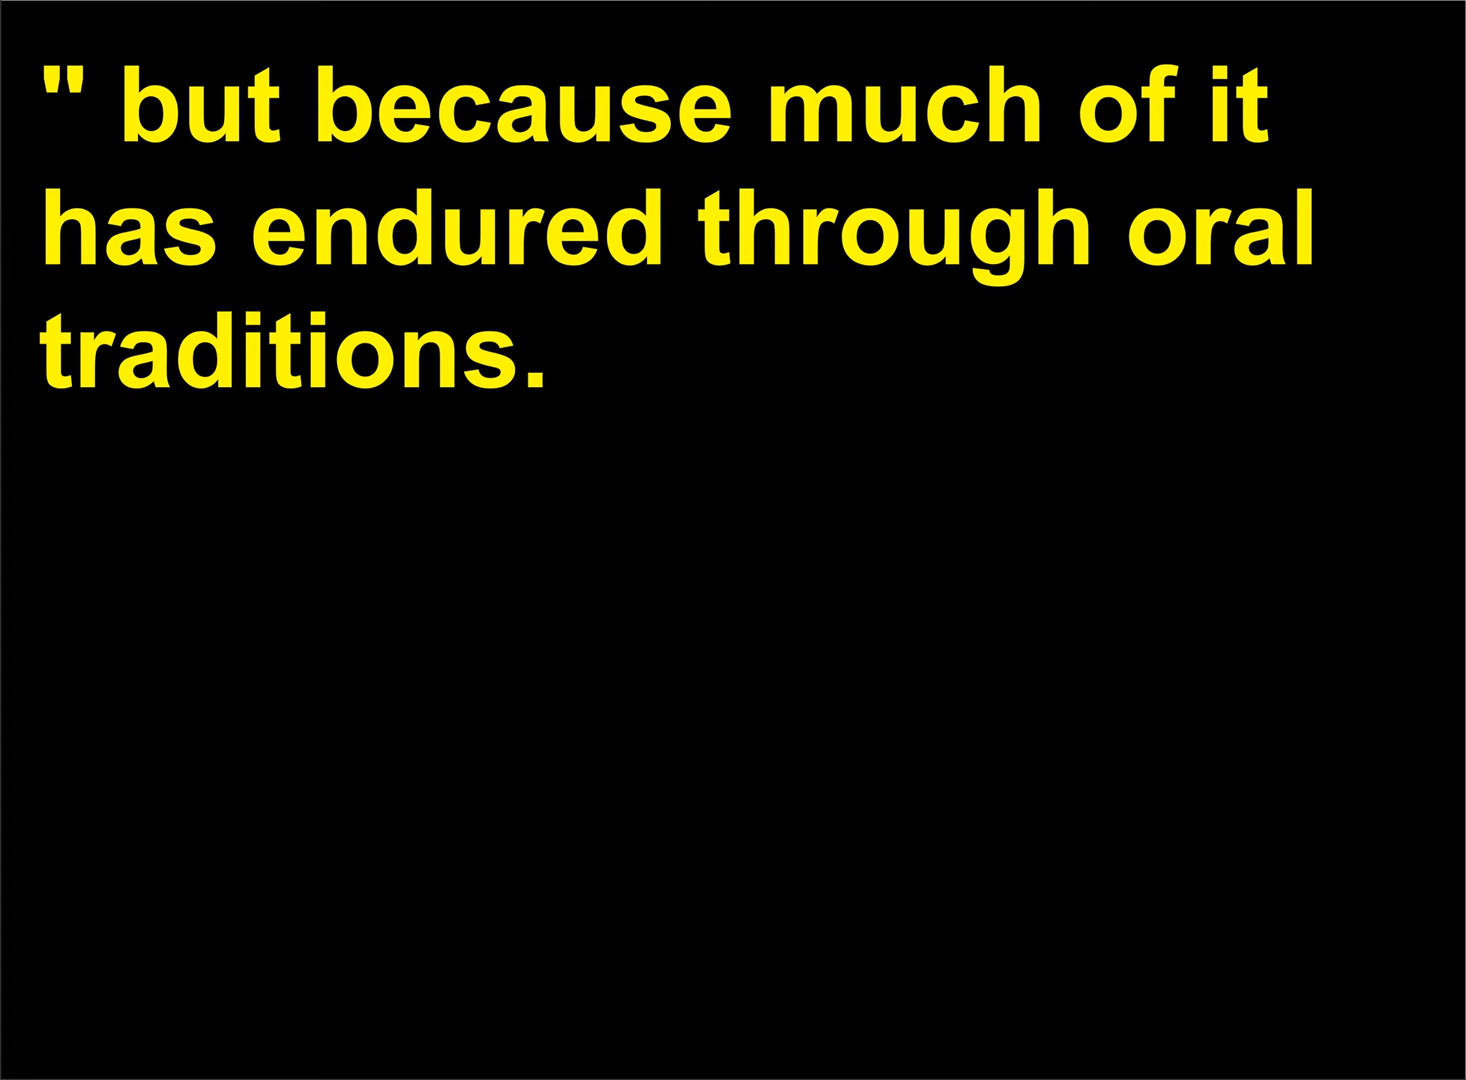 " but because much of it
has endured through oral
traditions.